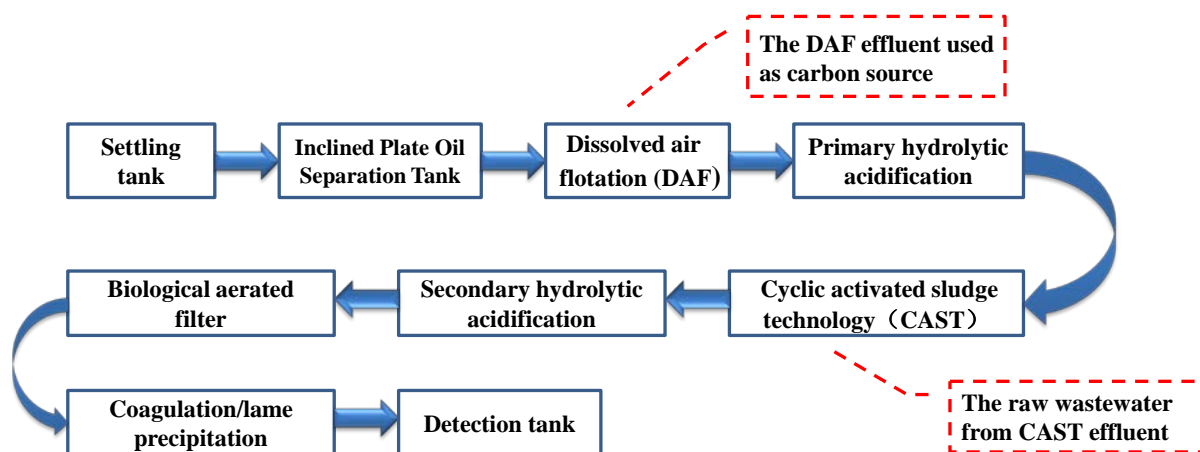 The DAF effluent used
as carbon source
Settling
tank
Inclined Plate Oil
Separation Tank
Dissolved air
flotation (DAF)
Primary hydrolytic
acidification
Biological aerated
filter
Secondary hydrolytic
acidification
Cyclic activated sludge
technology（CAST）
Coagulation/lame
precipitation
Detection tank
The raw wastewater
from CAST effluent